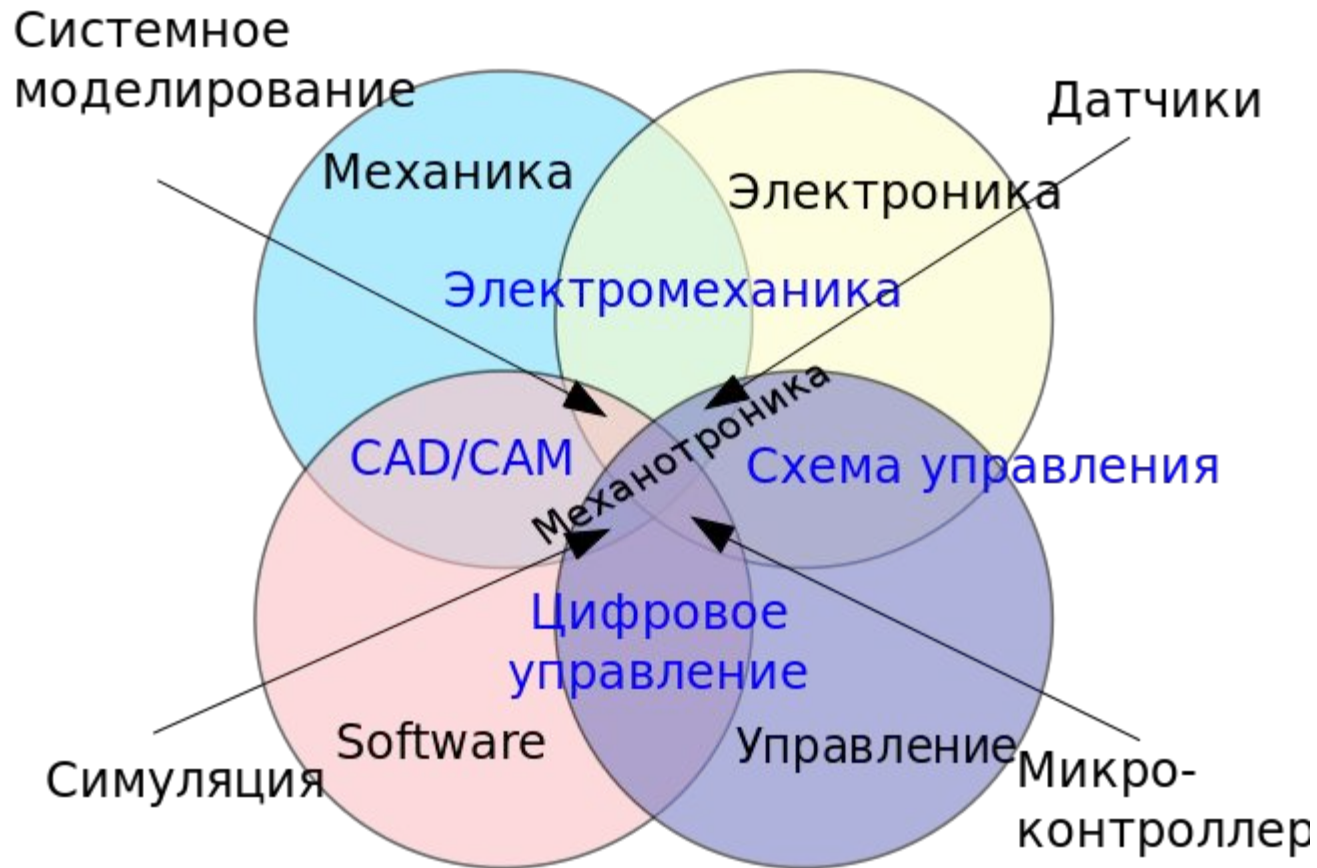 Системное
моделирование
Датчики
Механика
Электроника
Электромеханика
Механотроника
CAD/CAM
Схема управления
Цифровое
управление
Software
Управление
Симуляция
Микро-
контроллер